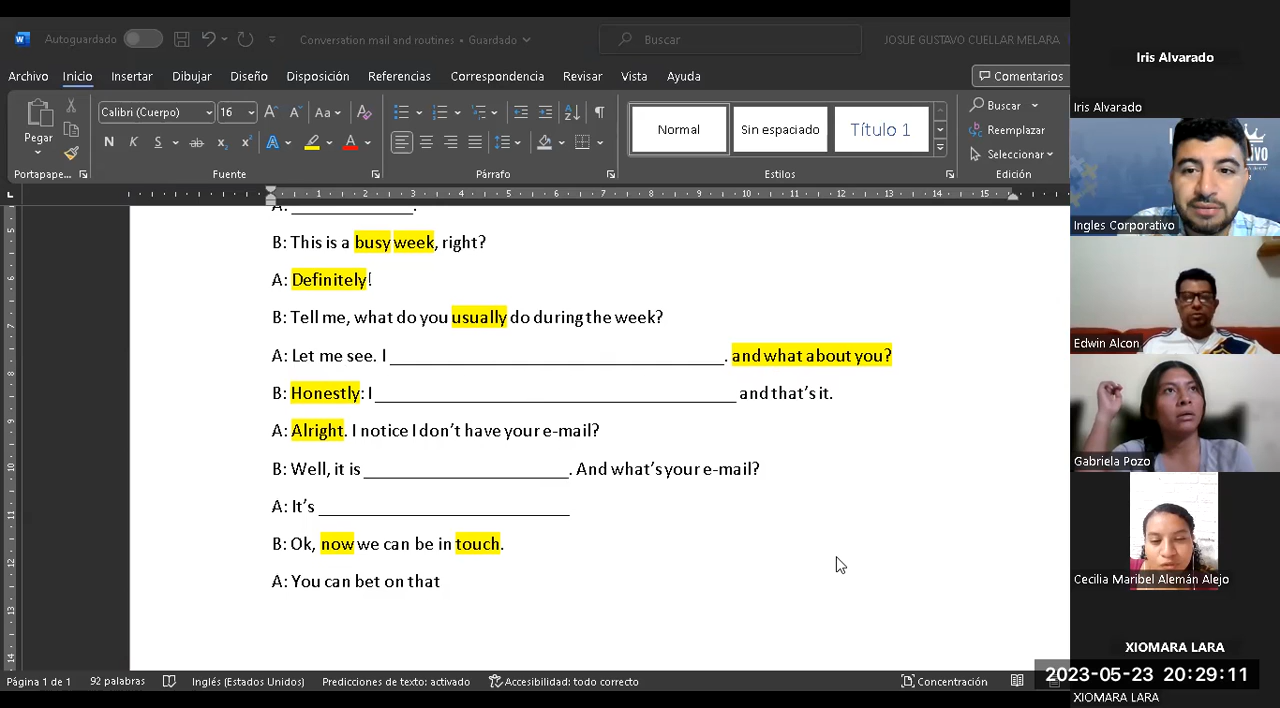 Autoguardado
Conversation mail and routines • Guardado
Buscar
JOSUE GUSTAVO CUELLAR MELARA
Archivo Inicio Insertar Dibujar Diseño Disposición Referencias Correspondencia Revisar Vista Ayuda
Comentarios
Pegar
Calibri (Cuerpo) 16
Normal
Sin espaciado
Título 1
Buscar
Reemplazar
Seleccionar
Portapape...
Fuente
Párrafo
Estilos
Edición
A: _____________.
B: This is a busy week, right?
A: Definitely!
B: Tell me, what do you usually do during the week?
A: Let me see. I ____________________________________. and what about you?
B: Honestly: I_______________________________________ and that's it.
A: Alright. I notice I don't have your e-mail?
B: Well, it is ______________________. And what's your e-mail?
A: It's ___________________________
B: Ok, now we can be in touch.
A: You can bet on that
Página 1 de 1 92 palabras Inglés (Estados Unidos) Predicciones de texto: activado Accesibilidad: todo correcto Concentración
Iris Alvarado
Iris Alvarado
Ingles Corporativo
Edwin Alcon
Gabriela Pozo
Cecilia Maribel Alemán Alejo
XIOMARA LARA
2023-05-23 20:29:11
XIOMARA LARA